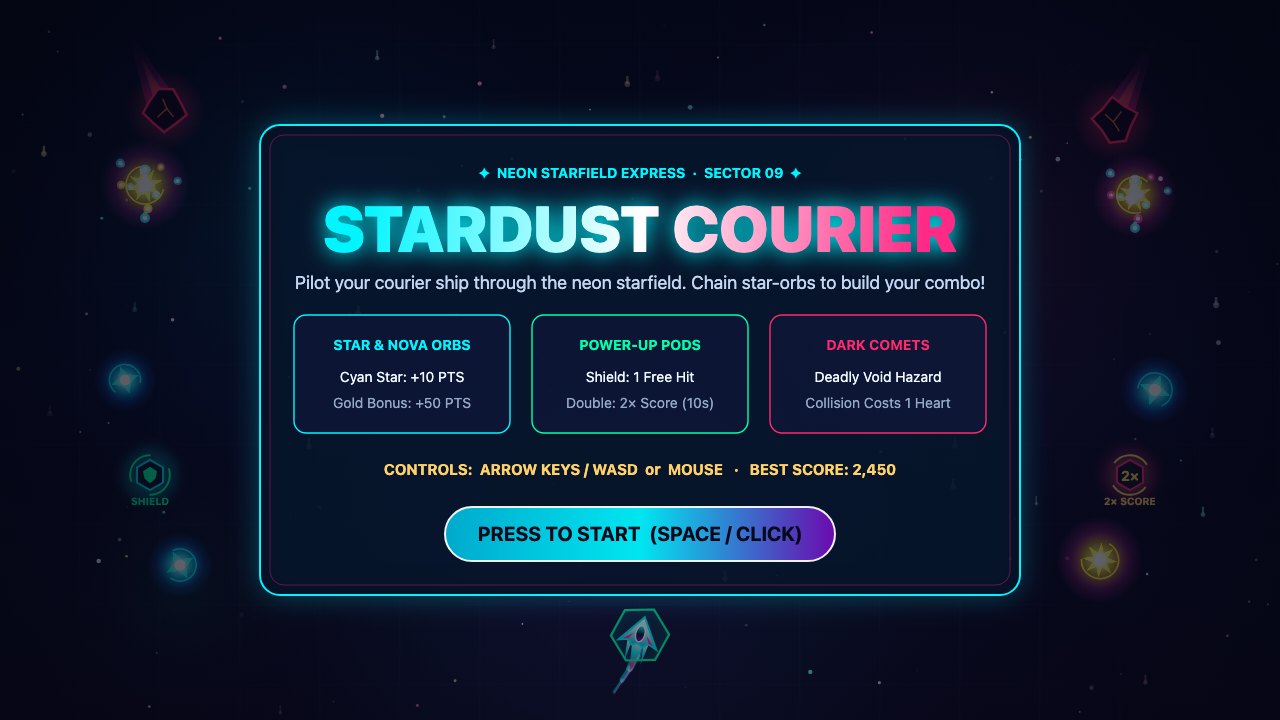 ✦ NEON STARFIELD EXPRESS · SECTOR 09 ✦
STARDUST COURIER
Pilot your courier ship through the neon starfield. Chain star-orbs to build your combo!
STAR & NOVA ORBS
Cyan Star: +10 PTS
Gold Bonus: +50 PTS
POWER-UP PODS
Shield: 1 Free Hit
Double: 2× Score (10s)
DARK COMETS
Deadly Void Hazard
Collision Costs 1 Heart
CONTROLS: ARROW KEYS / WASD or MOUSE · BEST SCORE: 2,450
SHIELD
2x
2× SCORE
PRESS TO START (SPACE / CLICK)